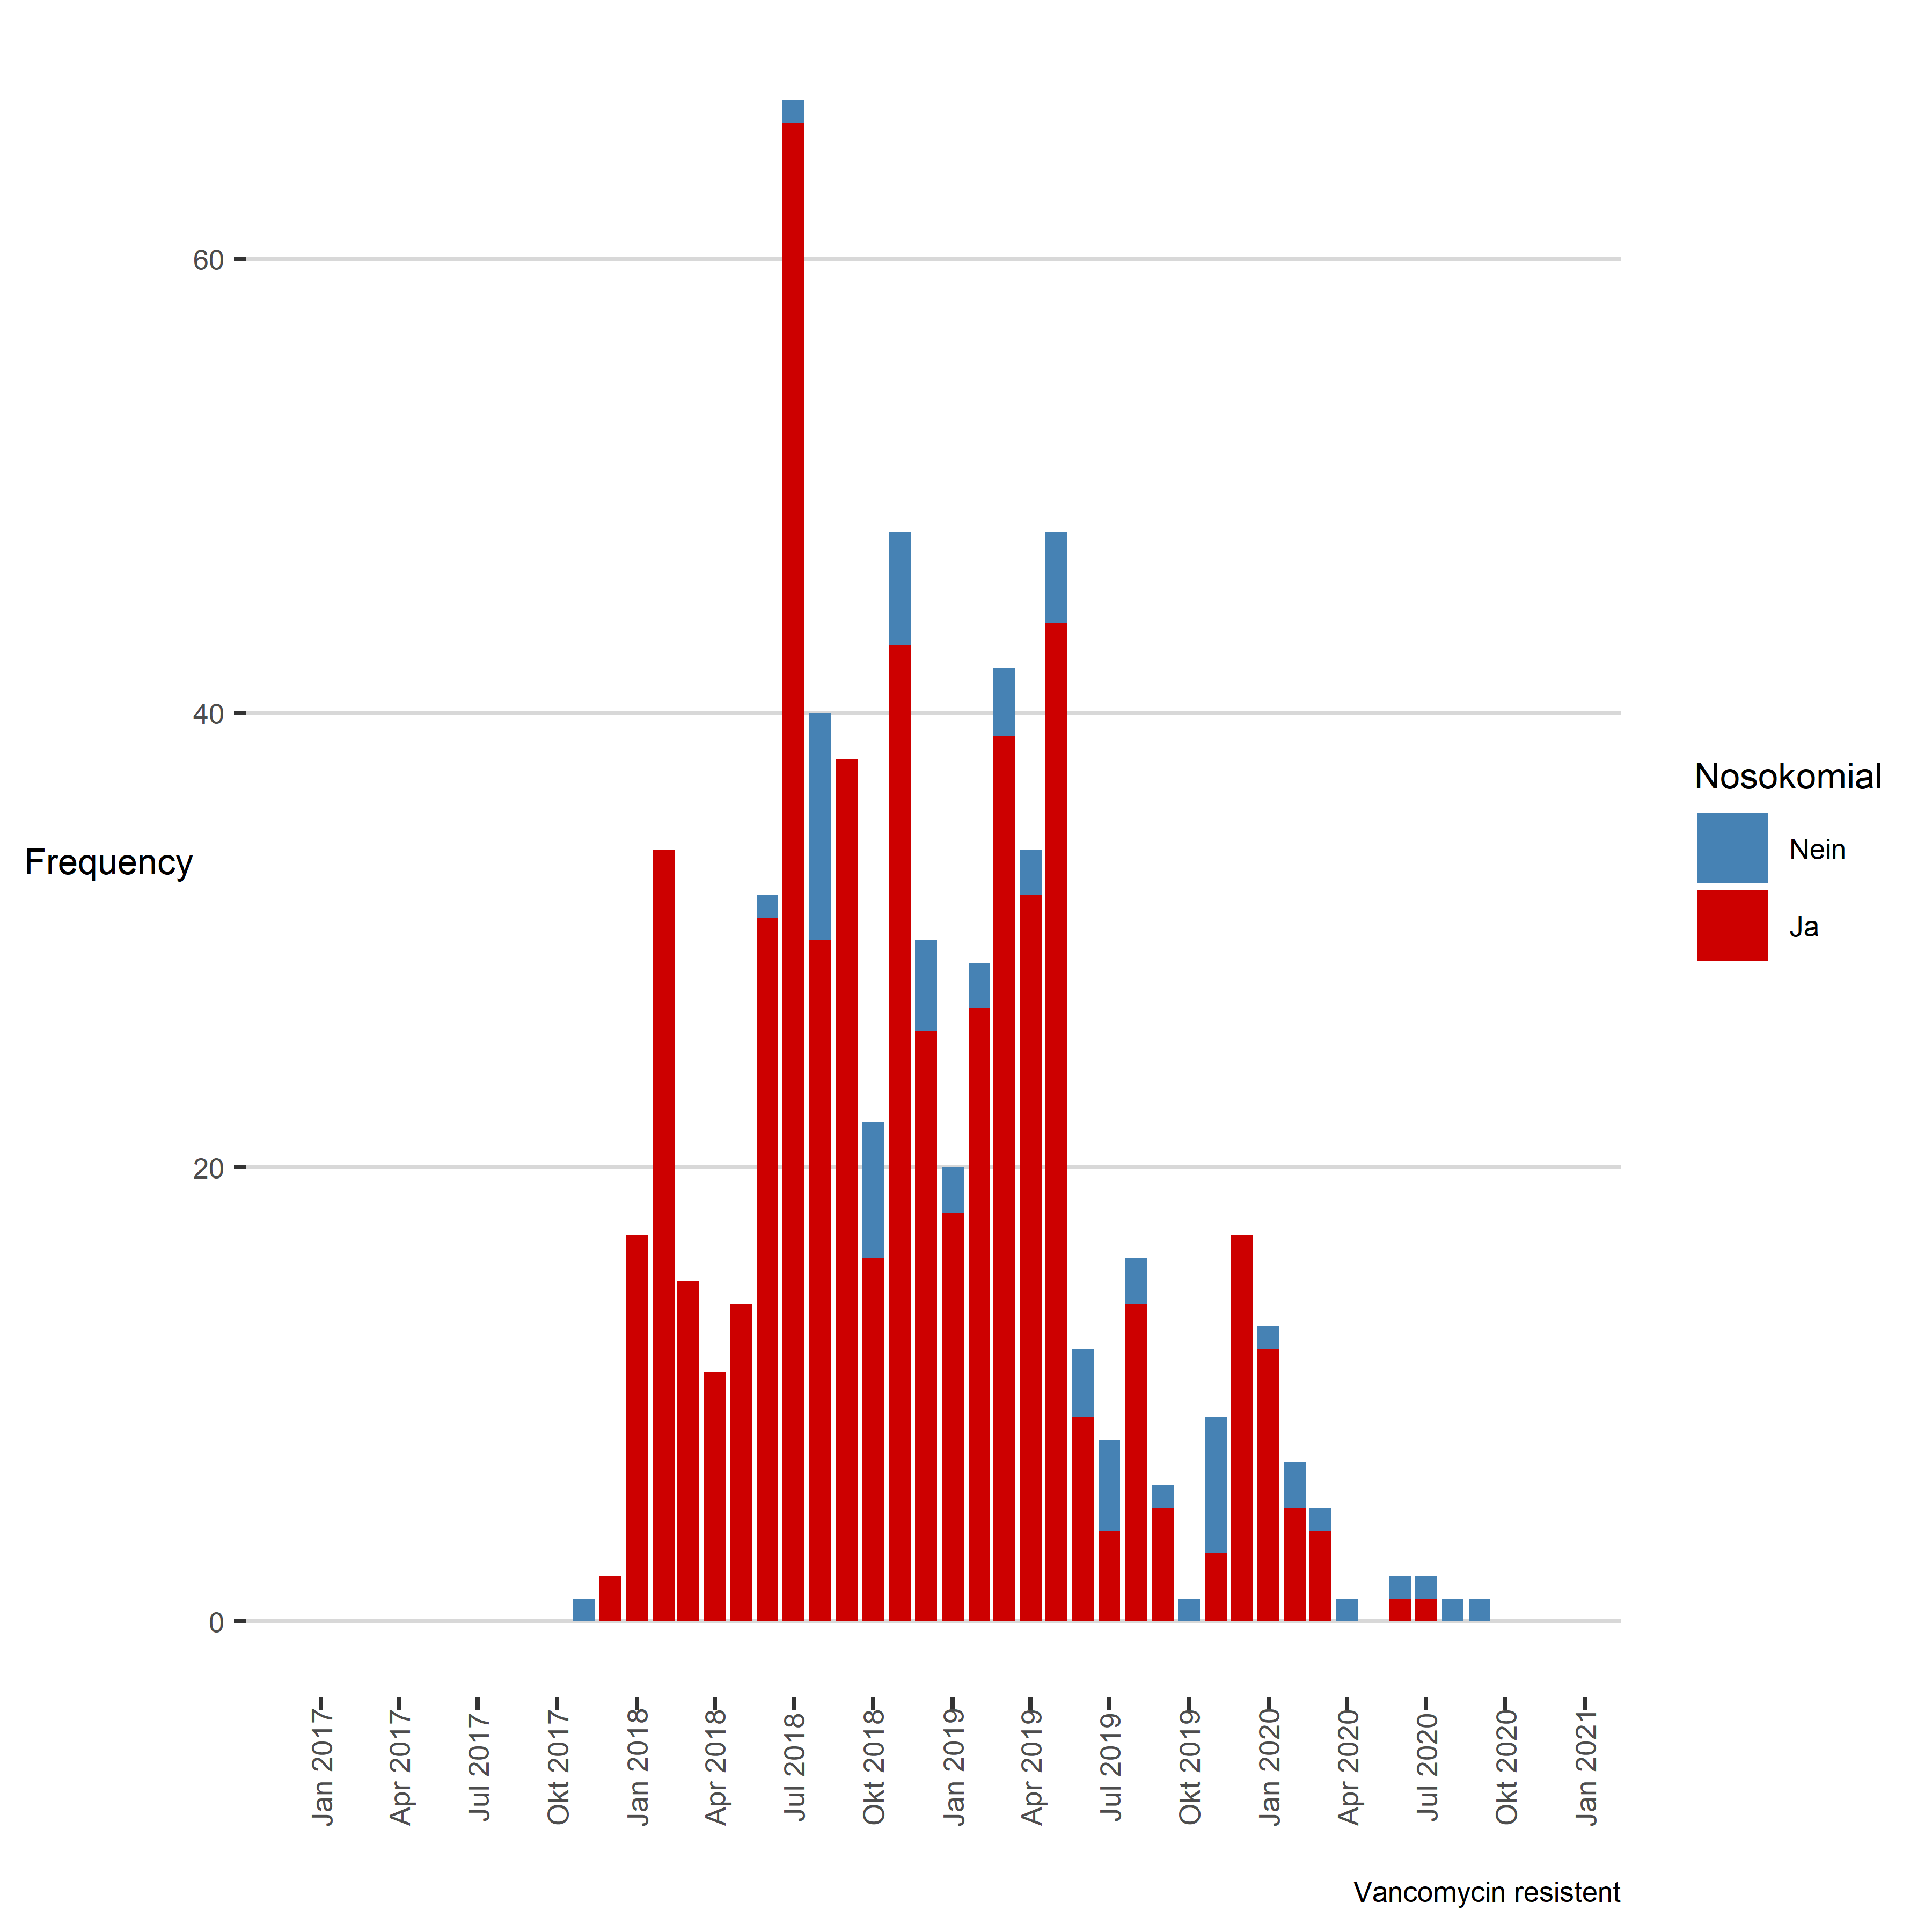 60
40
20
0
Frequency
Jan 2017
Apr 2017
Jul 2017
Okt 2017
Jan 2018
Apr 2018
Jul 2018
Okt 2018
Jan 2019
Apr 2019
Jul 2019
Okt 2019
Jan 2020
Apr 2020
Jul 2020
Okt 2020
Jan 2021
Nosokomial
Nein
Ja
Vancomycin resistent